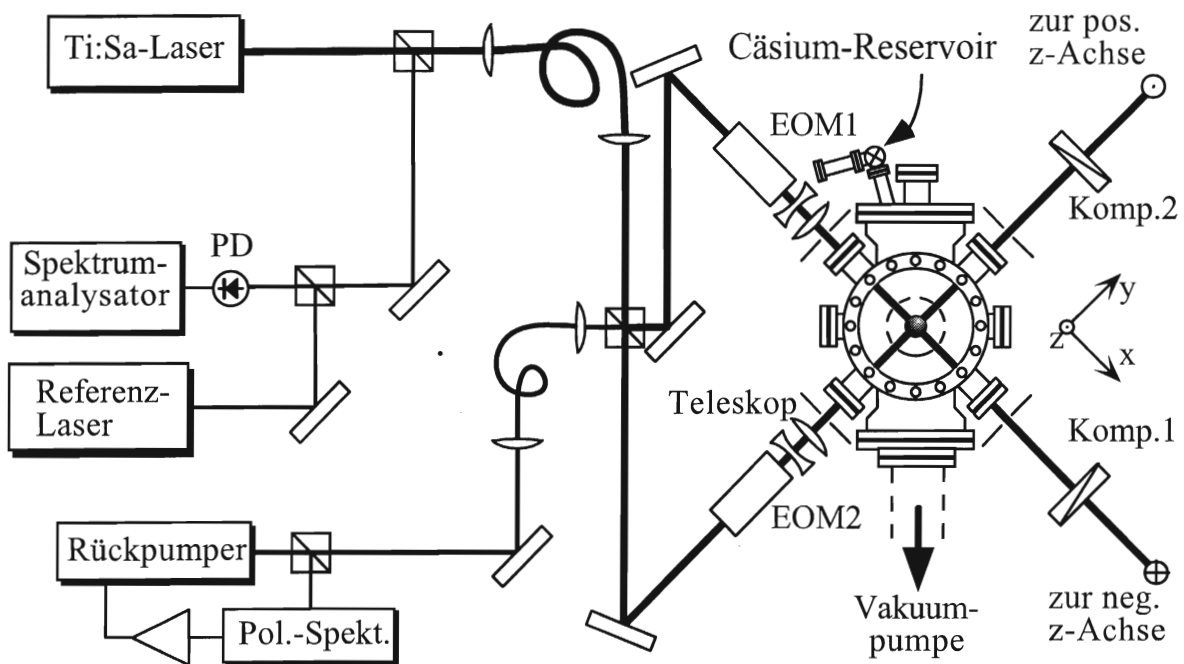 Ti:Sa-Laser
Cäsium-Reservoir
zur pos.
z-Achse
EOM1
Komp.2
PD
Spektrum-
analysator
y
z
x
Referenz-
Laser
Teleskop
Komp.1
EOM2
Rückpumper
Pol.-Spekt.
Vakuum-
pumpe
zur neg.
z-Achse